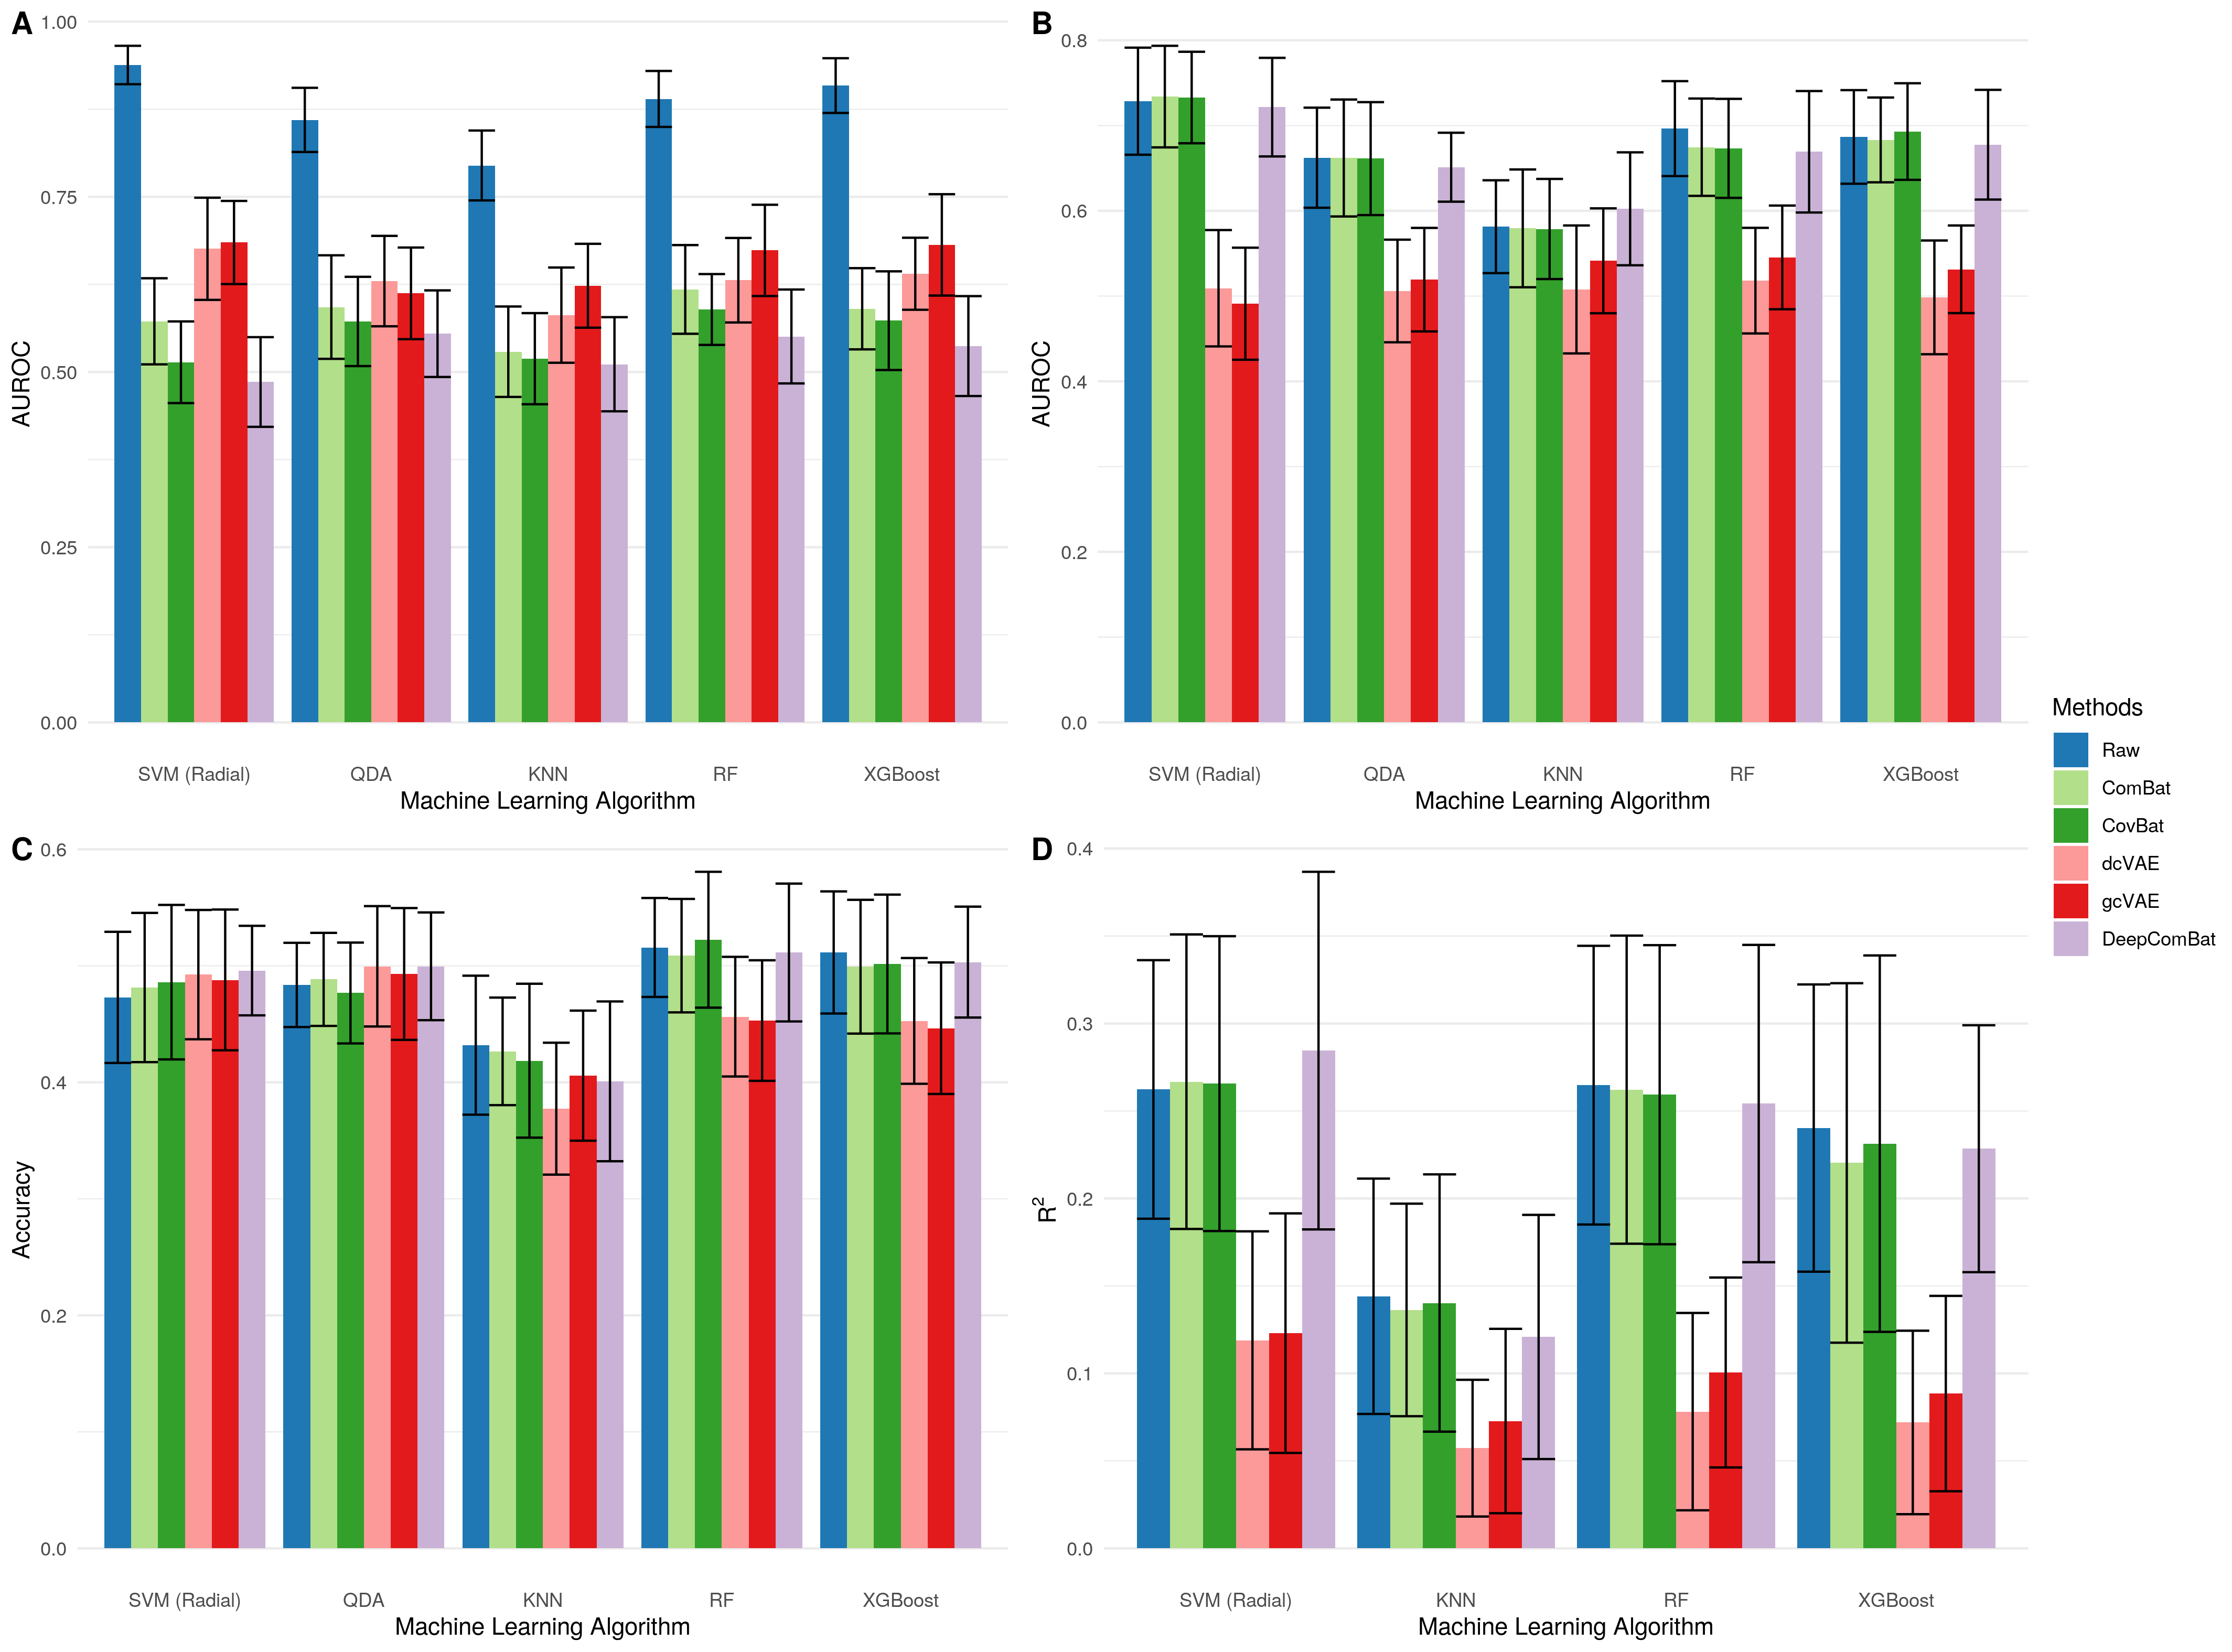 A
1.00
0.75
0.50
0.25
0.00
AUROC
SVM (Radial) QDA KNN RF XGBoost
Machine Learning Algorithm
B
0.8
0.6
0.4
0.2
0.0
AUROC
SVM (Radial) QDA KNN RF XGBoost
Machine Learning Algorithm
C
0.6
0.4
0.2
0.0
Accuracy
SVM (Radial) QDA KNN RF XGBoost
Machine Learning Algorithm
D
0.4
0.3
0.2
0.1
0.0
R²
SVM (Radial) KNN RF XGBoost
Machine Learning Algorithm
Methods
Raw
ComBat
CovBat
dcVAE
gcVAE
DeepComBat